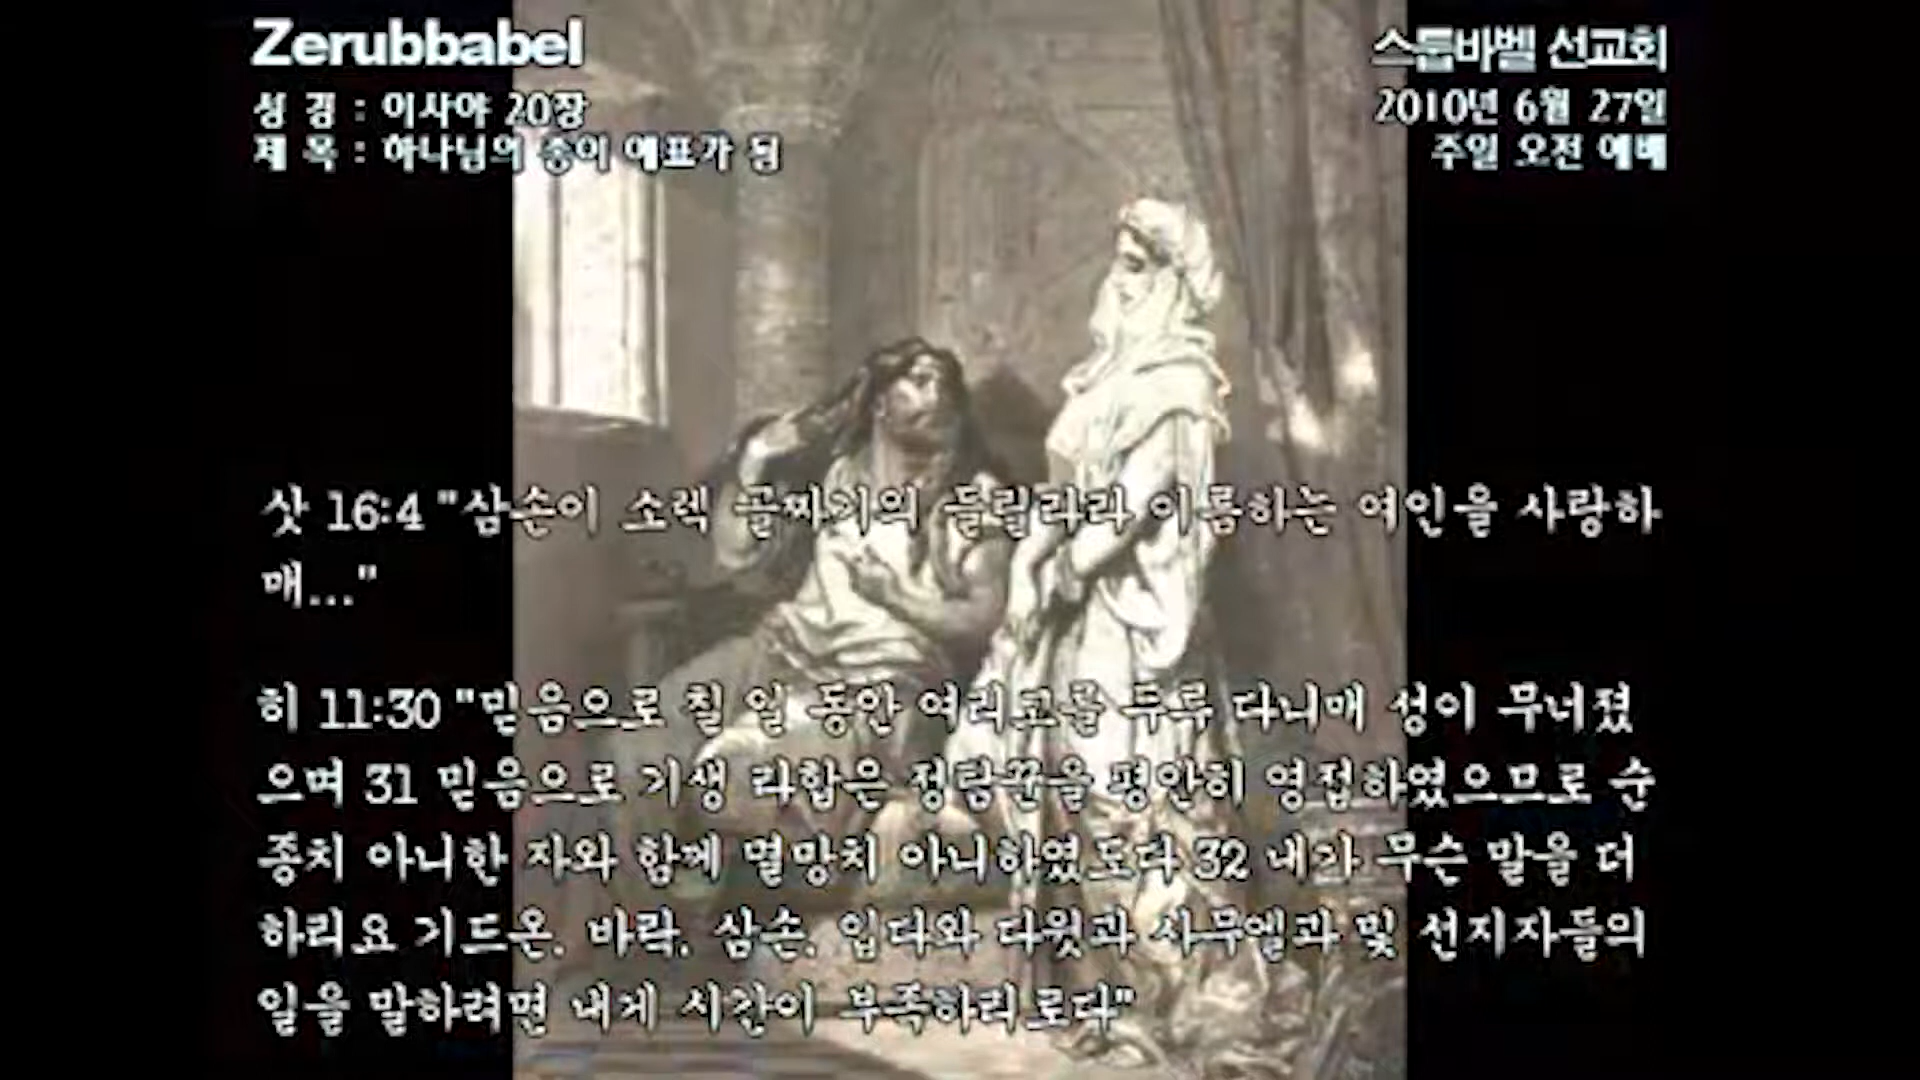 Zerubbabel
스룹바벨 선교회
성 경 : 이사야 20장
2010년 6월 27일
제 목 : 하나님의 종이 예표가 됨
주일 오전 예배
삿 16:4 "삼손이 소렉 골짜기의 들릴라라 이름하는 여인을 사랑하
매..."
히 11:30 "믿음으로 칠 일 동안 여리고를 두루 다니매 성이 무너졌
으며 31 믿음으로 기생 라합은 정탐꾼을 평안히 영접하였으므로 순
종치 아니한 자와 함께 멸망치 아니하였도다 32 내가 무슨 말을 더
하리요 기드온, 바락, 삼손, 입다와 다윗과 사무엘과 및 선지자들의
일을 말하려면 내게 시간이 부족하리로다"